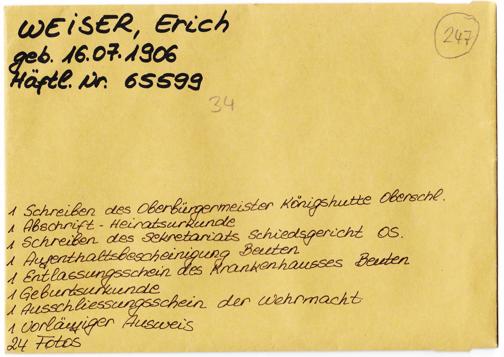 WEISER, Erich
247
geb. 16.07.1906
Häftl. Nr. 65599
34
1 Schreiben des Oberbürgermeister Königshutte Oberschl.
1 Abschrift - Heiratsurkunde
1 Schreiben des Sekretariats Schiedsgericht OS.
1 Aufenthaltsbescheinigung Beuten
1 Entlassungsschein des Krankenhausses Beuten
1 Geburtsurkunde
1 Ausschliessungsschein der Wehrmacht
1 Vorläufiger Ausweis
24 Fotos